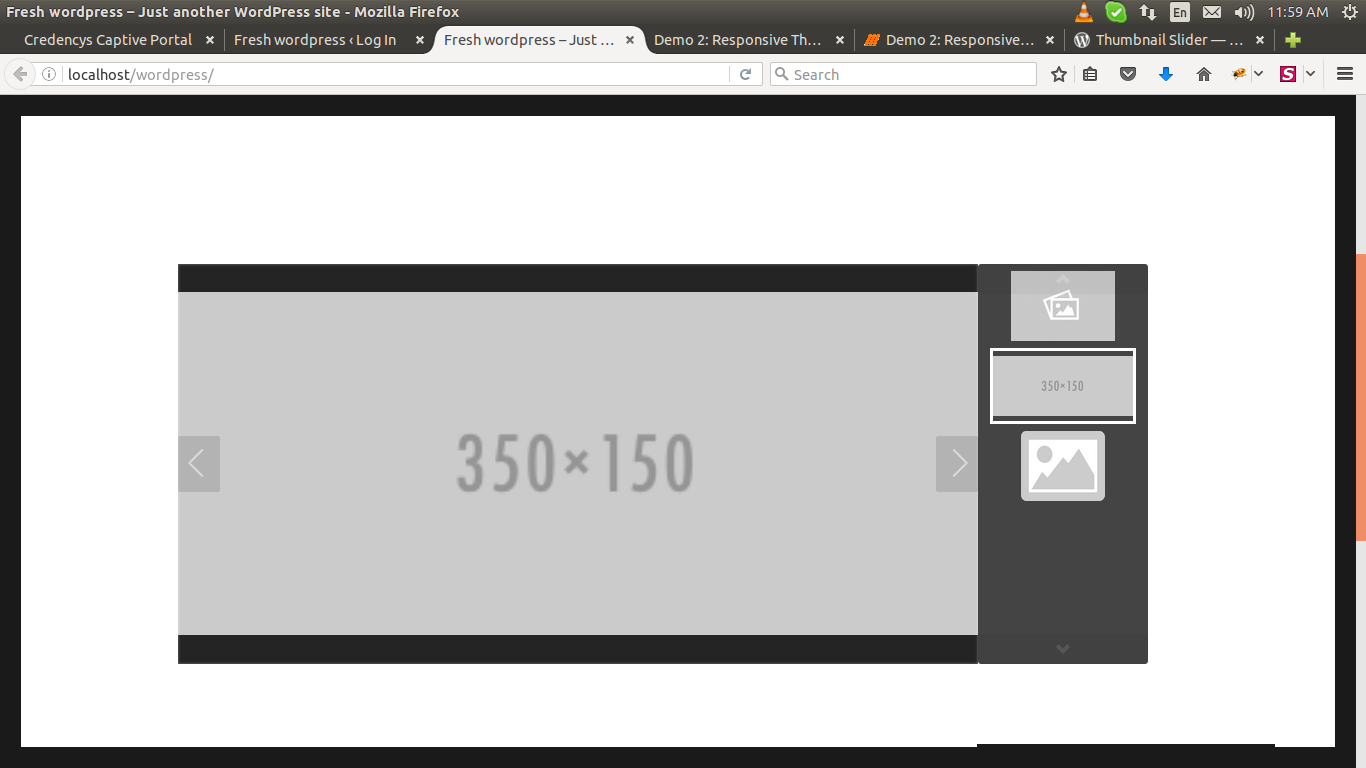 Fresh wordpress – Just another WordPress site - Mozilla Firefox
En
11:59 AM
Credencys Captive Portal
Fresh wordpress ‹ Log In
Fresh wordpress – Just ...
Demo 2: Responsive Th...
Demo 2: Responsive...
Thumbnail Slider — ...
localhost/wordpress/
Search
S
350×150
350×150